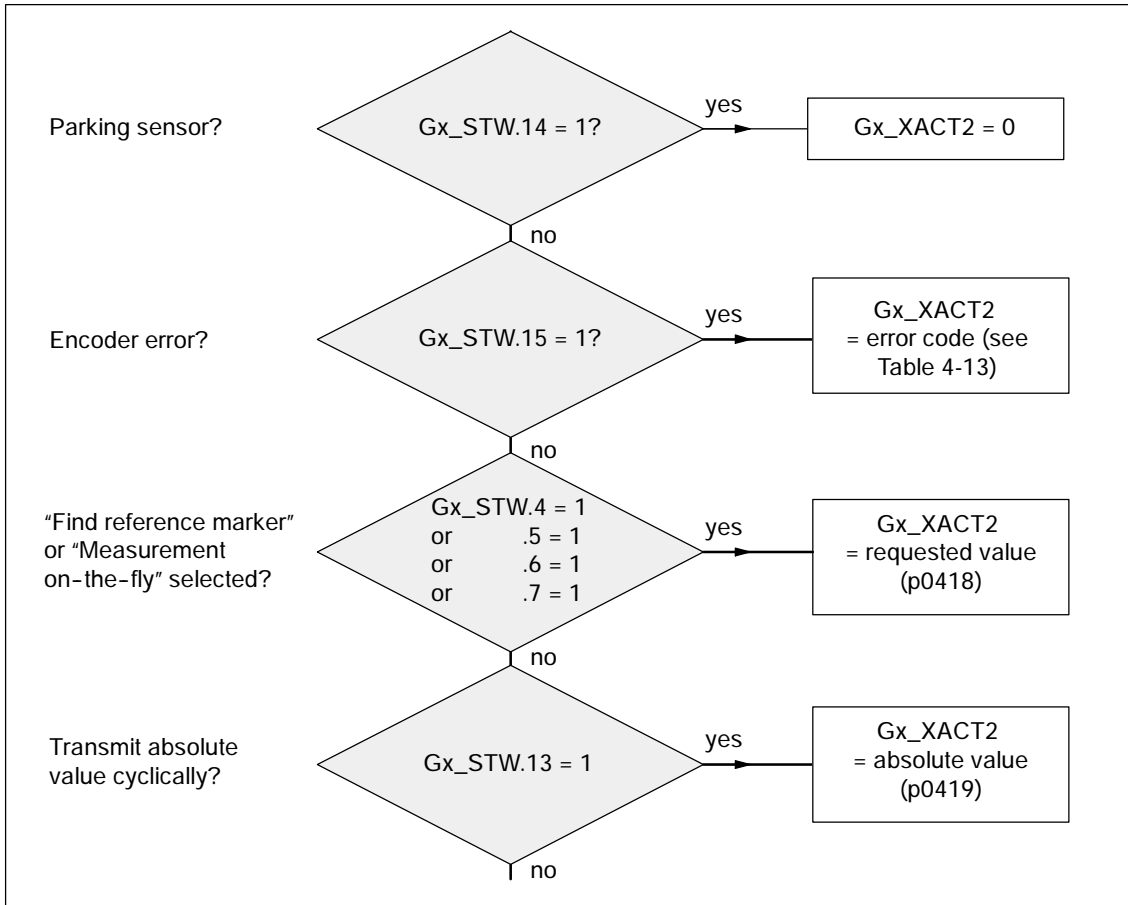 Parking sensor?
Gx_STW.14 = 1?
yes
Gx_XACT2 = 0
no
Encoder error?
Gx_STW.15 = 1?
yes
Gx_XACT2
= error code (see
Table 4-13)
no
“Find reference marker”
or “Measurement
on-the-fly” selected?
Gx_STW.4 = 1
or .5 = 1
or .6 = 1
or .7 = 1
yes
Gx_XACT2
= requested value
(p0418)
no
Transmit absolute
value cyclically?
Gx_STW.13 = 1
yes
Gx_XACT2
= absolute value
(p0419)
no